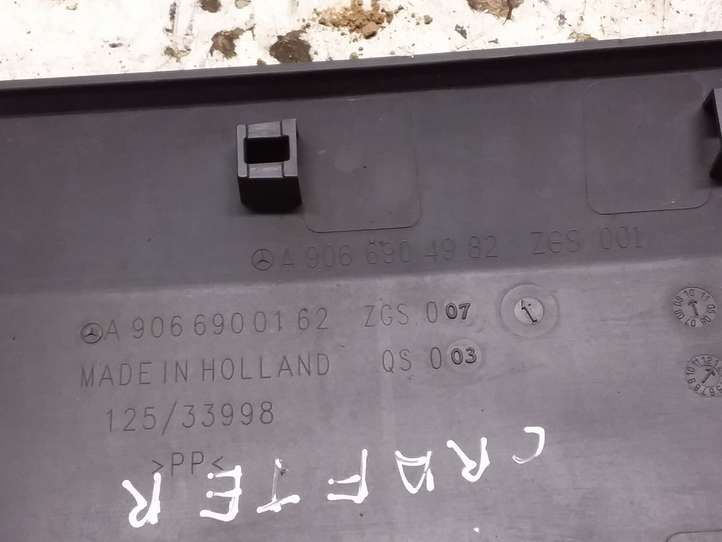 A 906 690 49 82 ZGS 001
A 906 690 01 62 ZGS 007
MADE IN HOLLAND QS 003
125/33998
>PP<
CRAFTER